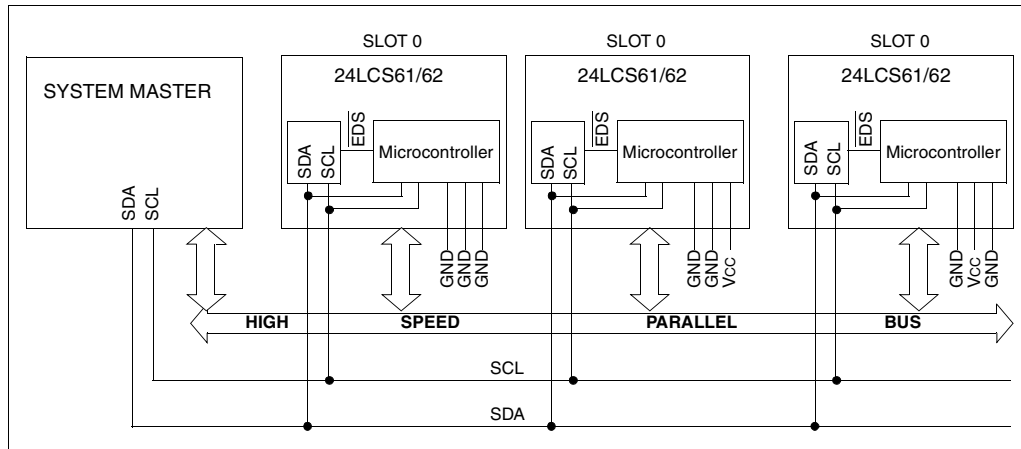 SLOT 0
SLOT 0
SLOT 0
SYSTEM MASTER
SDA
SCL
24LCS61/62
SDA
SCL
EDS
Microcontroller
GND
GND
GND
24LCS61/62
SDA
SCL
EDS
Microcontroller
GND
GND
VCC
24LCS61/62
SDA
SCL
EDS
Microcontroller
GND
VCC
GND
HIGH SPEED PARALLEL BUS
SCL
SDA